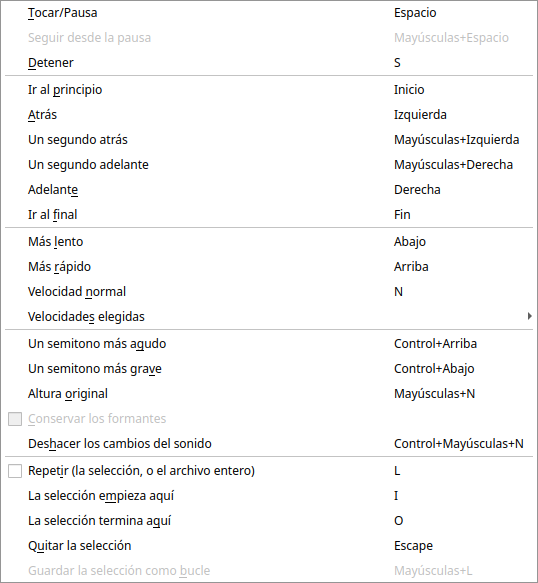 Tocar/Pausa Espacio
Seguir desde la pausa Mayúsculas+Espacio
Detener S
Ir al principio Inicio
Atrás Izquierda
Un segundo atrás Mayúsculas+Izquierda
Un segundo adelante Mayúsculas+Derecha
Adelante Derecha
Ir al final Fin
Más lento Abajo
Más rápido Arriba
Velocidad normal N
Velocidades elegidas
Un semitono más agudo Control+Arriba
Un semitono más grave Control+Abajo
Altura original Mayúsculas+N
Conservar los formantes
Deshacer los cambios del sonido Control+Mayúsculas+N
Repetir (la selección, o el archivo entero) L
La selección empieza aquí I
La selección termina aquí O
Quitar la selección Escape
Guardar la selección como bucle Mayúsculas+L